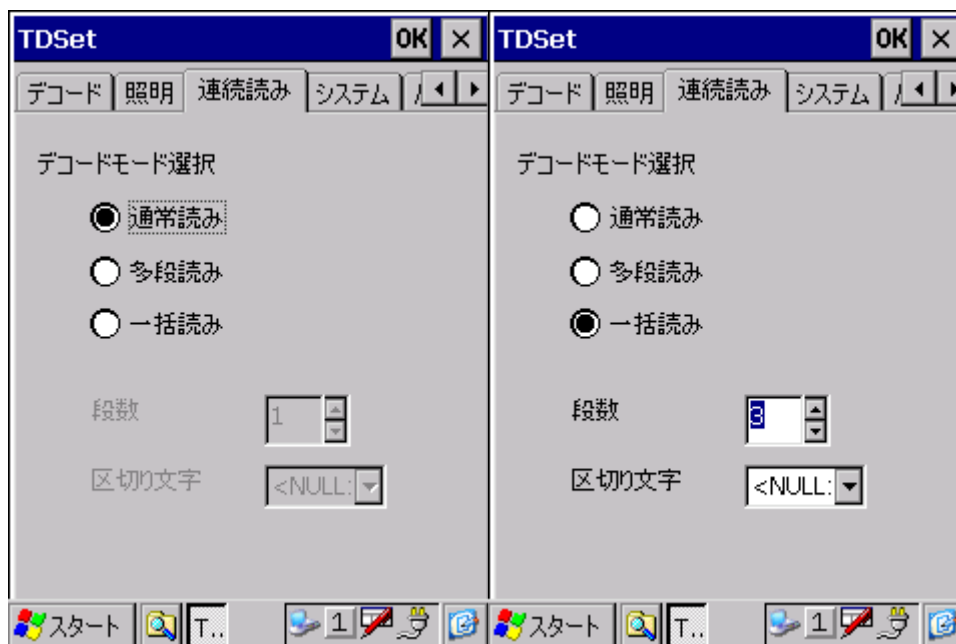 TDSet OK ×
デコード 照明 連続読み システム
デコードモード選択
通常読み
多段読み
一括読み
段数 1
区切り文字 <NULL:
スタート T.. 1
TDSet OK ×
デコード 照明 連続読み システム
デコードモード選択
通常読み
多段読み
一括読み
段数 3
区切り文字 <NULL:
スタート T.. 1